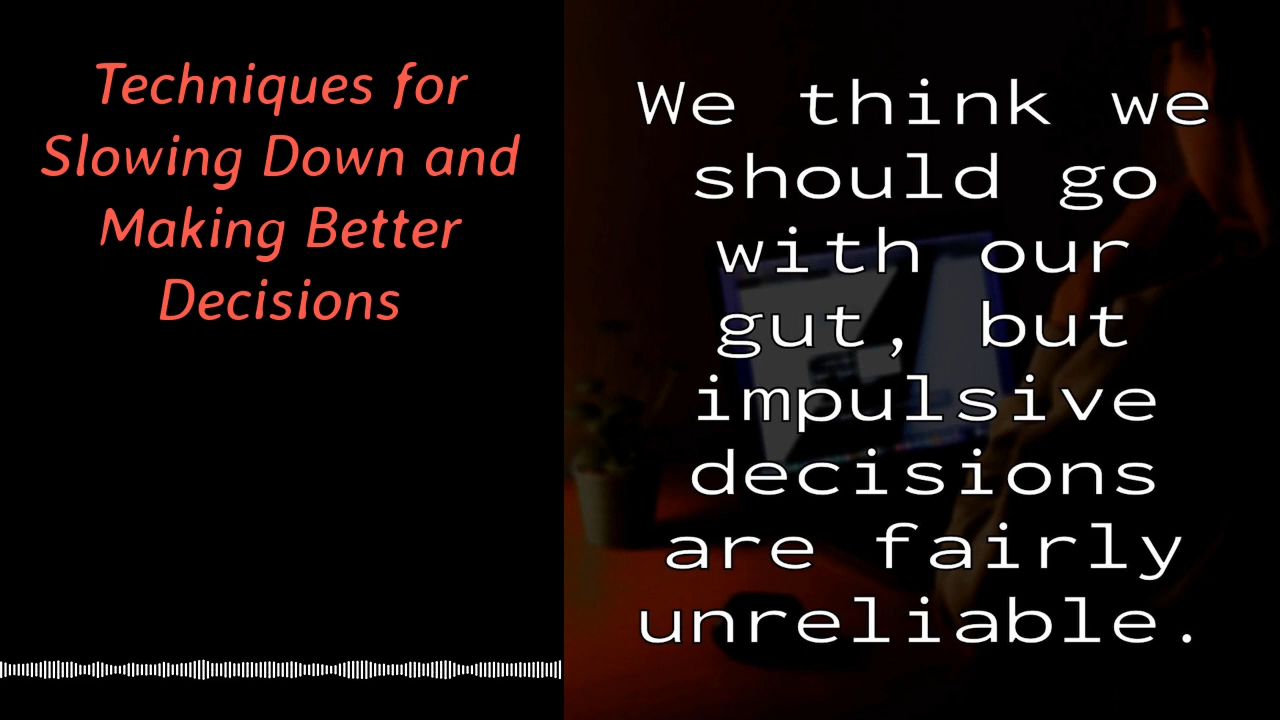 Techniques for
Slowing Down and
Making Better
Decisions
We think we
should go
with our
gut, but
impulsive
decisions
are fairly
unreliable.